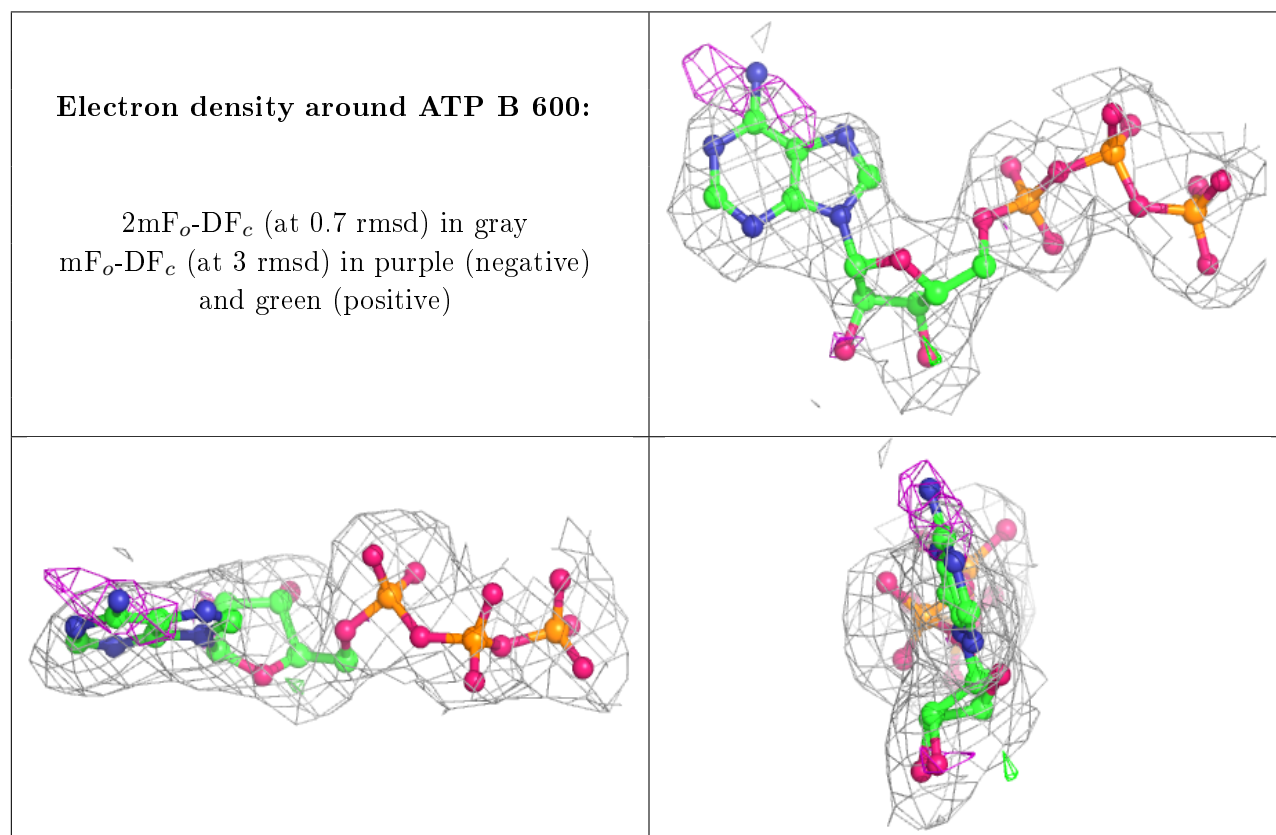 Electron density around ATP B 600:
2mFo-DFc (at 0.7 rmsd) in gray
mFo-DFc (at 3 rmsd) in purple (negative)
and green (positive)